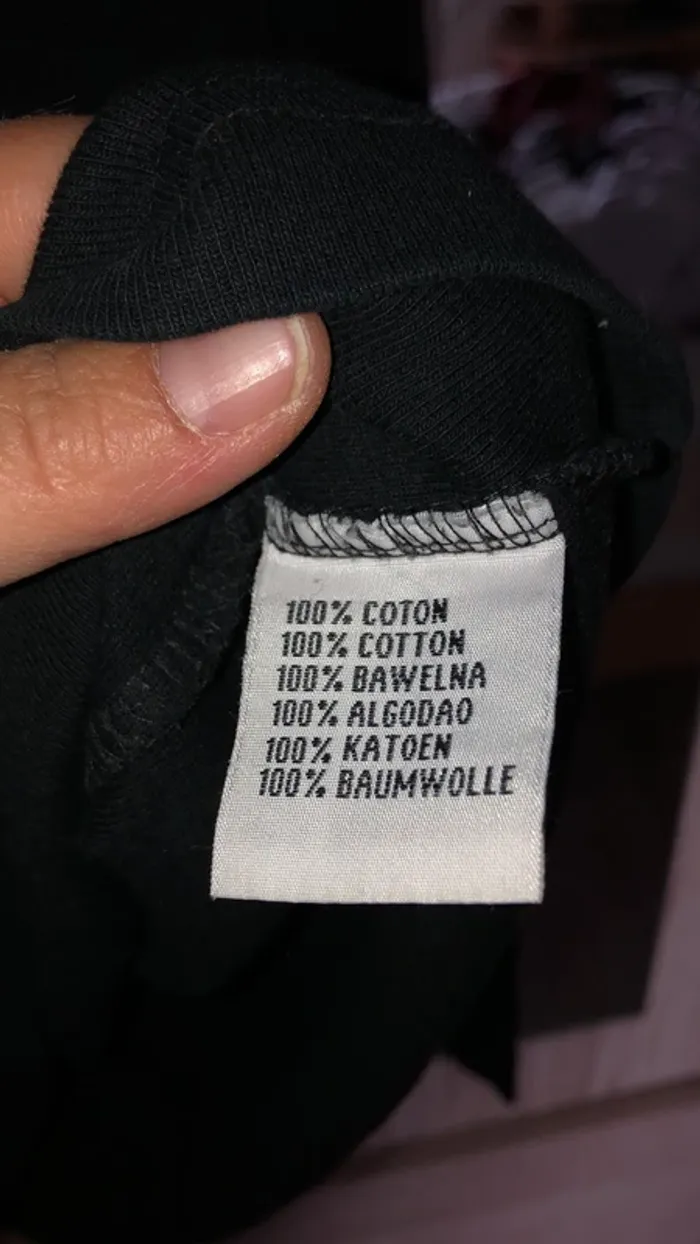 100% COTON
100% COTTON
100% BAWELNA
100% ALGODAO
100% KATOEN
100% BAUMWOLLE